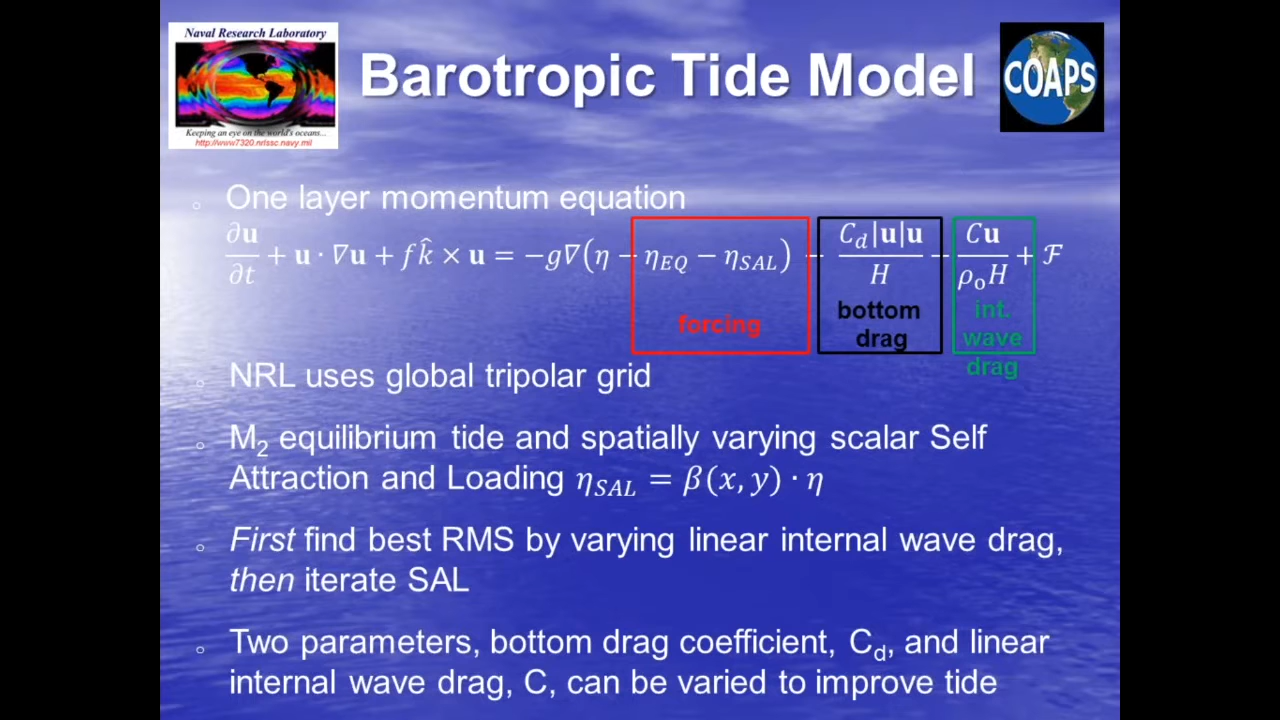 Naval Research Laboratory
Keeping an eye on the world's oceans...
http://www7320.nrlssc.navy.mil
Barotropic Tide Model
COAPS
One layer momentum equation
∂𝐮/∂t + 𝐮 · ∇𝐮 + f k̂ × 𝐮 = −g∇(η − η_EQ − η_SAL) − C_d|𝐮|𝐮/H − C𝐮/ρ_o H + ℱ
forcing
bottom drag
int. wave drag
NRL uses global tripolar grid
M₂ equilibrium tide and spatially varying scalar Self
Attraction and Loading η_SAL = β(x, y) · η
First find best RMS by varying linear internal wave drag,
then iterate SAL
Two parameters, bottom drag coefficient, C_d, and linear
internal wave drag, C, can be varied to improve tide